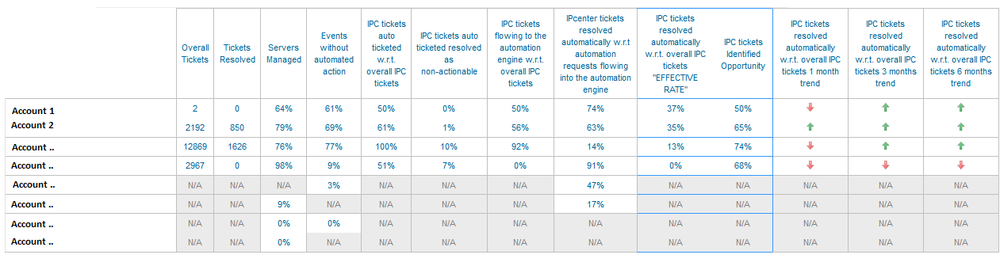 Overall Tickets
Tickets Resolved
Servers Managed
Events without automated action
IPC tickets auto ticketed w.r.t. overall IPC tickets
IPC tickets auto ticketed resolved as non-actionable
IPC tickets flowing to the automation engine w.r.t. overall IPC tickets
IPcenter tickets resolved automatically w.r.t automation requests flowing into the automation engine
IPC tickets resolved automatically w.r.t. overall IPC tickets "EFFECTIVE RATE"
IPC tickets Identified Opportunity
IPC tickets resolved automatically w.r.t. overall IPC tickets 1 month trend
IPC tickets resolved automatically w.r.t. overall IPC tickets 3 months trend
IPC tickets resolved automatically w.r.t. overall IPC tickets 6 months trend
Account 1 2 0 64% 61% 50% 0% 50% 74% 37% 50%
Account 2 2192 850 79% 69% 61% 1% 56% 63% 35% 65%
Account .. 12869 1626 76% 77% 100% 10% 92% 14% 13% 74%
Account .. 2967 0 98% 9% 51% 7% 0% 91% 0% 68%
Account .. N/A N/A N/A 3% N/A N/A N/A 47% N/A N/A N/A N/A N/A
Account .. N/A N/A 9% N/A N/A N/A N/A 17% N/A N/A N/A N/A N/A
Account .. N/A N/A 0% 0% N/A N/A N/A N/A N/A N/A N/A N/A N/A
Account .. N/A N/A 0% N/A N/A N/A N/A N/A N/A N/A N/A N/A N/A